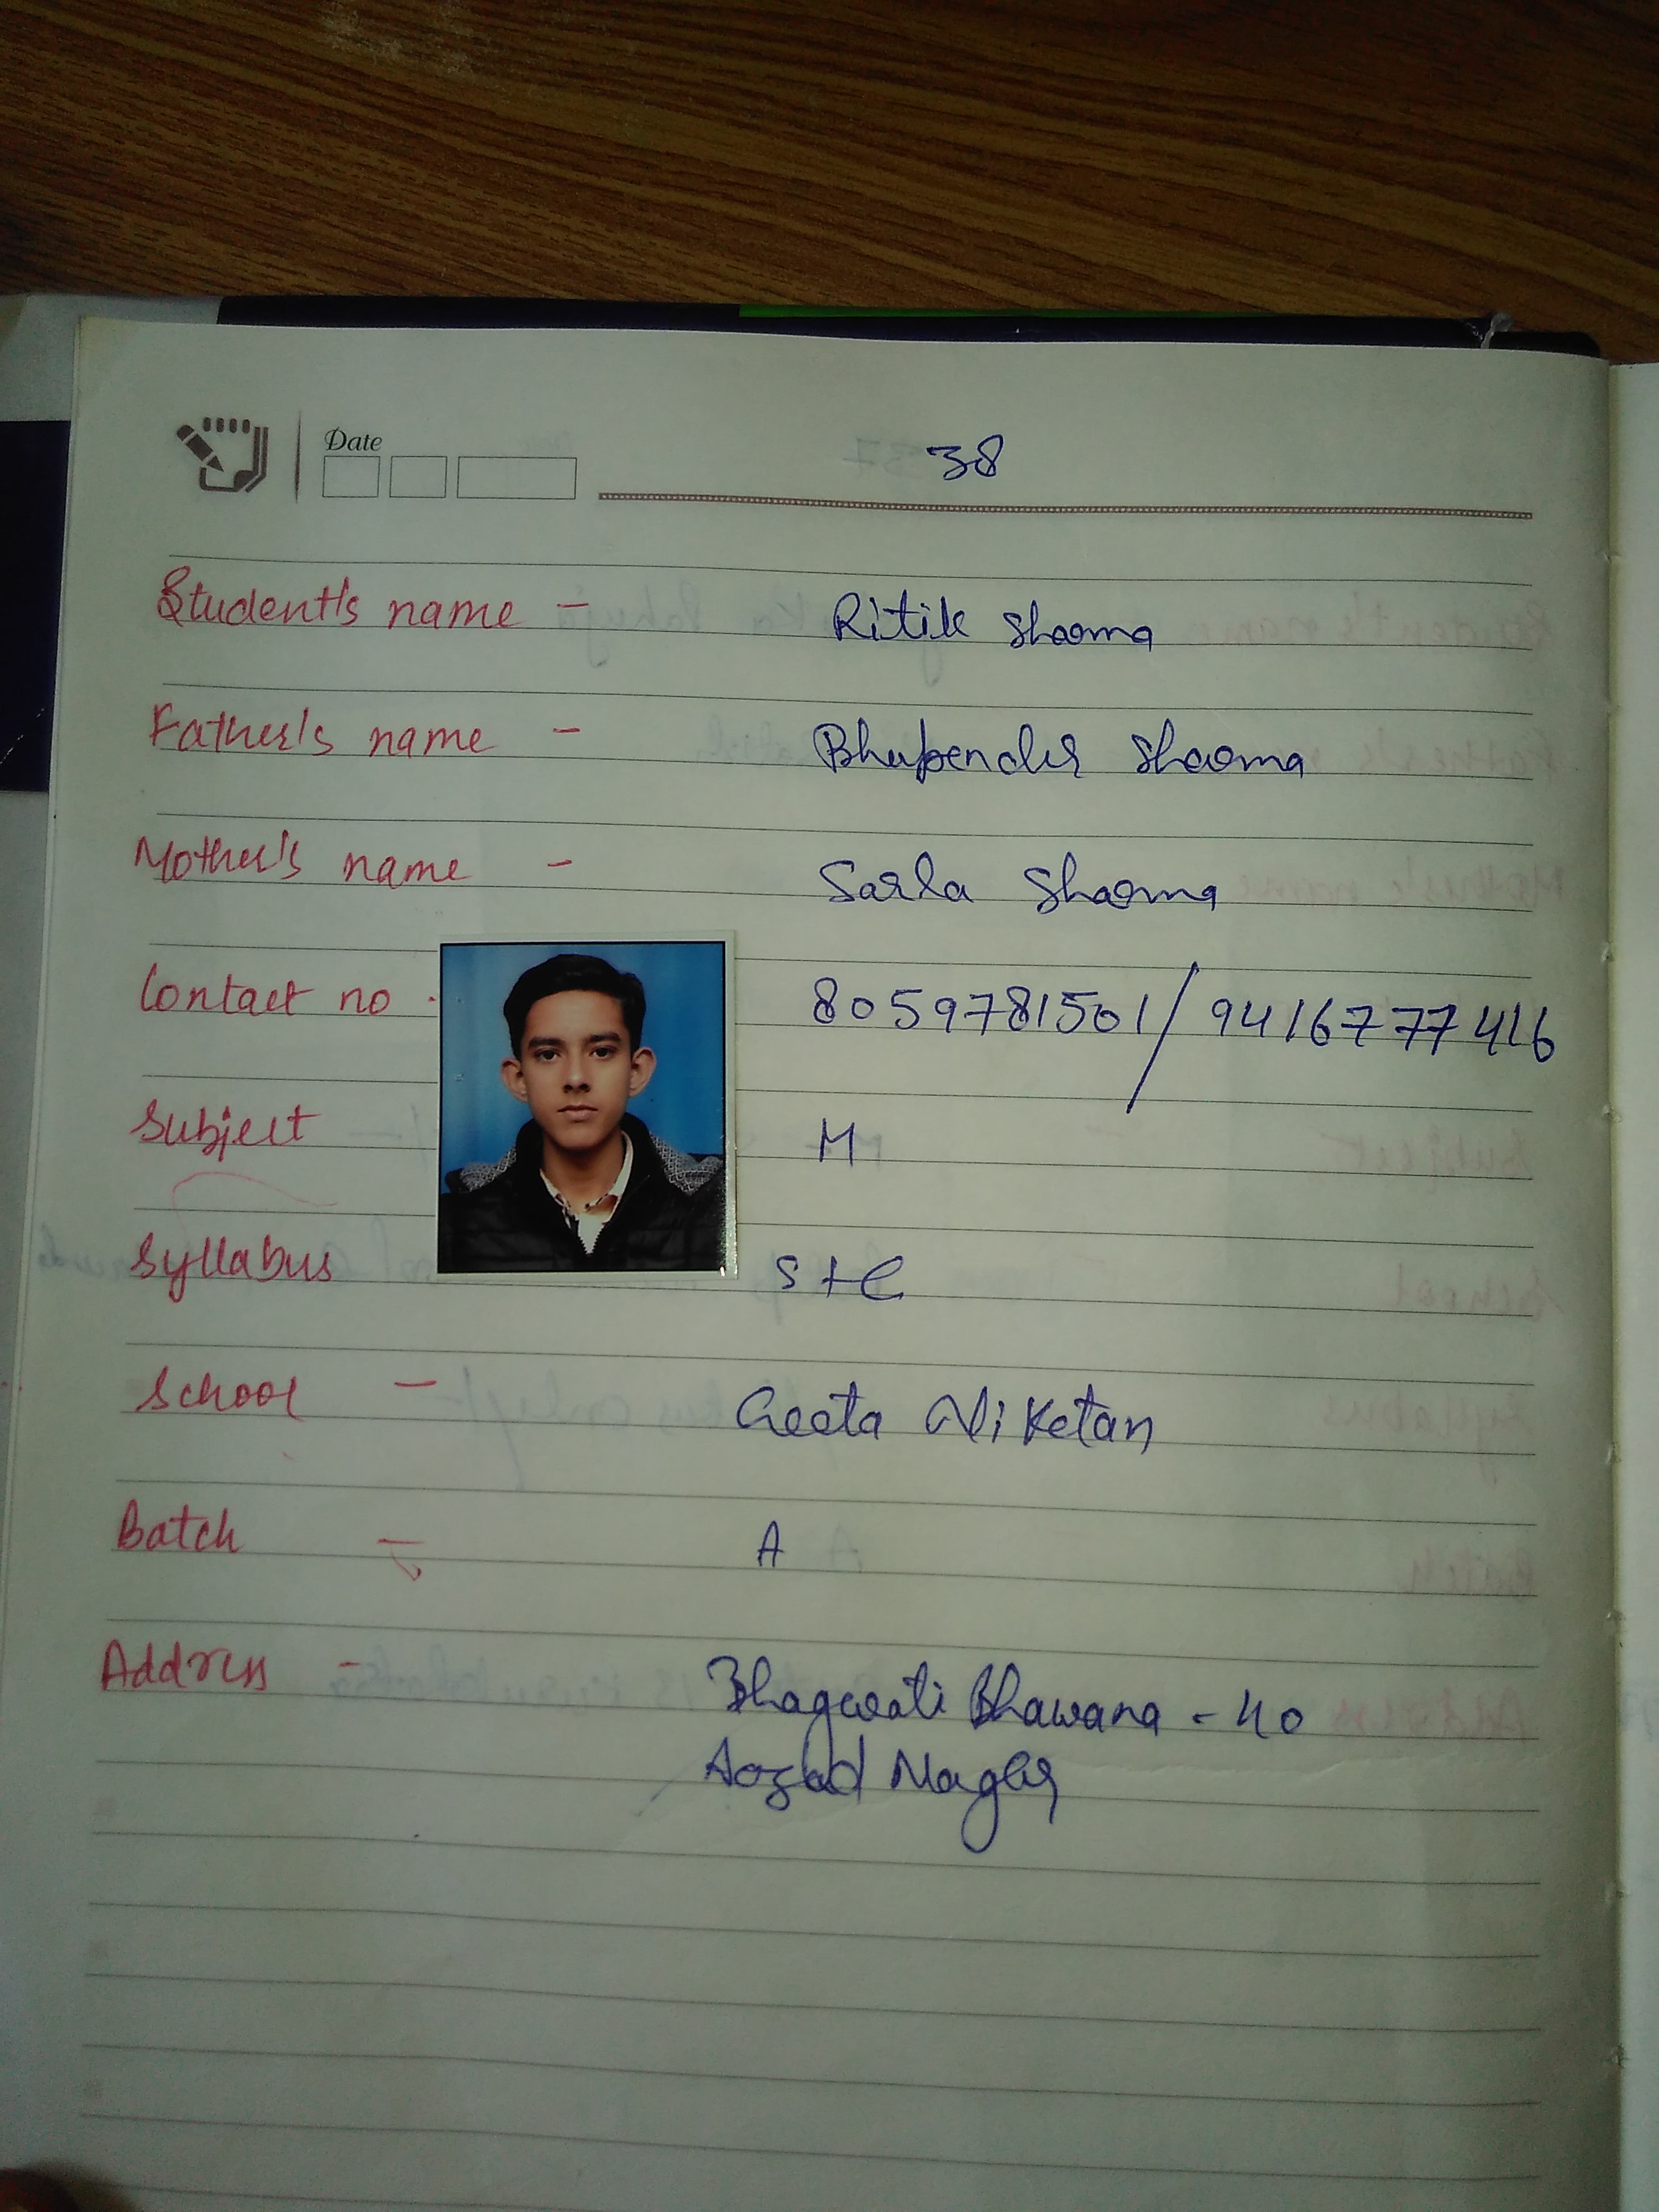 Date
38
Student's name - Ritik Sharma
Father's name - Bhupender Sharma
Mother's name - Sarla Sharma
Contact no. 8059781501/9416777416
Subject M
Syllabus S+C
School - Geeta Niketan
Batch - A
Address - Bhagwati Bhawana - 40
Aozad Nagar